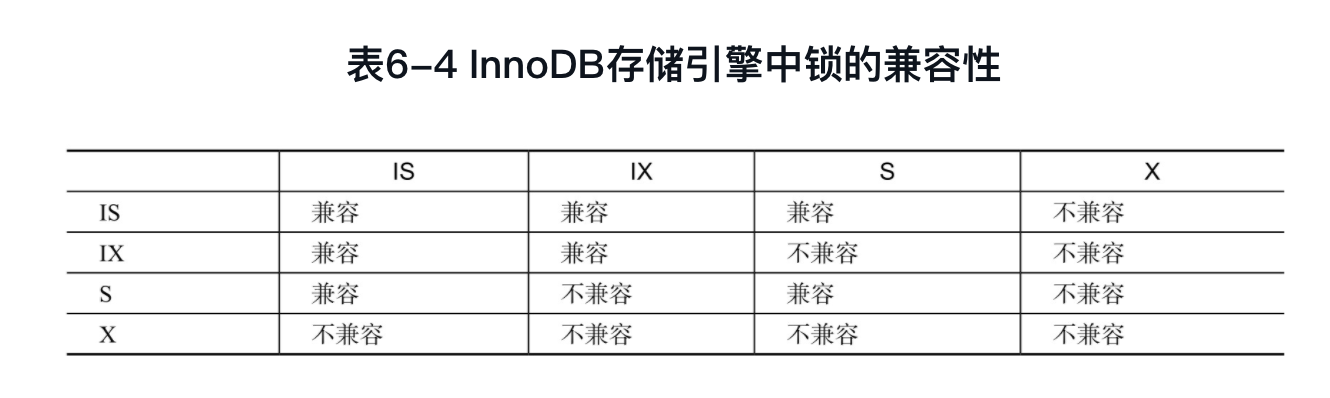 表6-4 InnoDB存储引擎中锁的兼容性
IS IX S X
IS 兼容 兼容 兼容 不兼容
IX 兼容 兼容 不兼容 不兼容
S 兼容 不兼容 兼容 不兼容
X 不兼容 不兼容 不兼容 不兼容